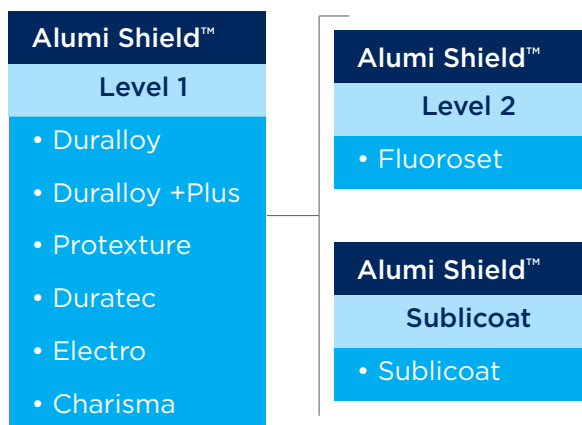 Alumi Shield™
Level 1
• Duralloy
• Duralloy +Plus
• Protexture
• Duratec
• Electro
• Charisma
Alumi Shield™
Level 2
• Fluoroset
Alumi Shield™
Sublicoat
• Sublicoat